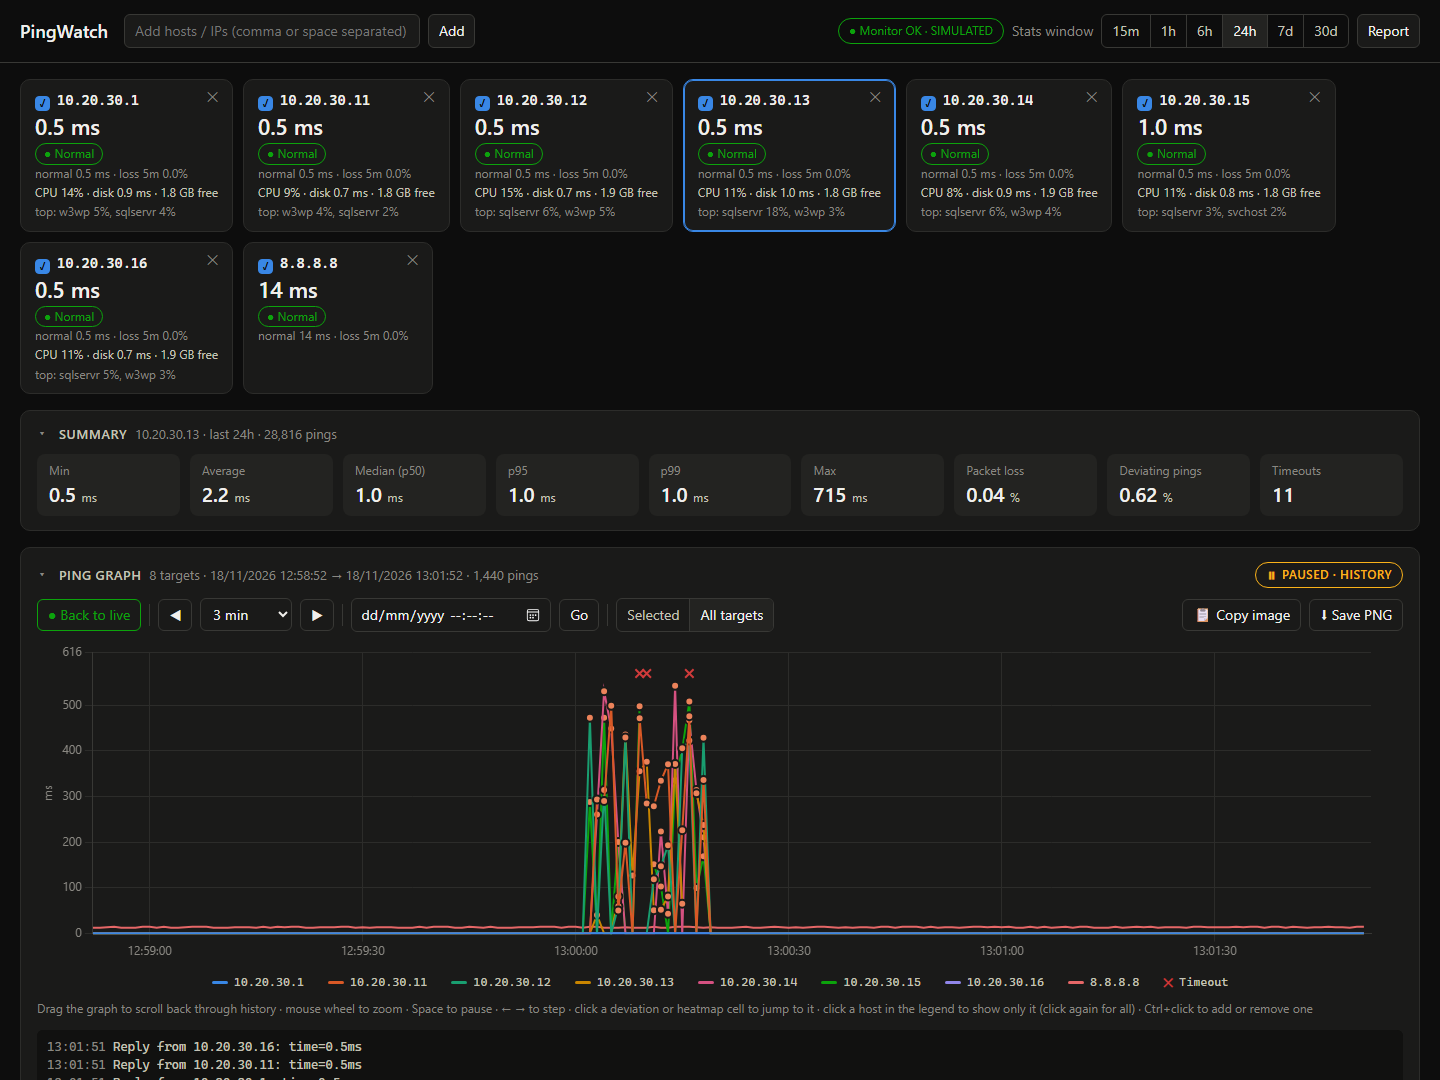 PingWatch
Add hosts / IPs (comma or space separated)
Add
● Monitor OK · SIMULATED
Stats window
15m 1h 6h 24h 7d 30d
Report
10.20.30.1
0.5 ms
● Normal
normal 0.5 ms · loss 5m 0.0%
CPU 14% · disk 0.9 ms · 1.8 GB free
top: w3wp 5%, sqlservr 4%
10.20.30.11
0.5 ms
● Normal
normal 0.5 ms · loss 5m 0.0%
CPU 9% · disk 0.7 ms · 1.8 GB free
top: w3wp 4%, sqlservr 2%
10.20.30.12
0.5 ms
● Normal
normal 0.5 ms · loss 5m 0.0%
CPU 15% · disk 0.7 ms · 1.9 GB free
top: sqlservr 6%, w3wp 5%
10.20.30.13
0.5 ms
● Normal
normal 0.5 ms · loss 5m 0.0%
CPU 11% · disk 1.0 ms · 1.8 GB free
top: sqlservr 18%, w3wp 3%
10.20.30.14
0.5 ms
● Normal
normal 0.5 ms · loss 5m 0.0%
CPU 8% · disk 0.9 ms · 1.9 GB free
top: sqlservr 6%, w3wp 4%
10.20.30.15
1.0 ms
● Normal
normal 0.5 ms · loss 5m 0.0%
CPU 11% · disk 0.8 ms · 1.8 GB free
top: sqlservr 3%, svchost 2%
10.20.30.16
0.5 ms
● Normal
normal 0.5 ms · loss 5m 0.0%
CPU 11% · disk 0.7 ms · 1.9 GB free
top: sqlservr 5%, w3wp 3%
8.8.8.8
14 ms
● Normal
normal 14 ms · loss 5m 0.0%
SUMMARY 10.20.30.13 · last 24h · 28,816 pings
Min
0.5 ms
Average
2.2 ms
Median (p50)
1.0 ms
p95
1.0 ms
p99
1.0 ms
Max
715 ms
Packet loss
0.04 %
Deviating pings
0.62 %
Timeouts
11
PING GRAPH 8 targets · 18/11/2026 12:58:52 → 18/11/2026 13:01:52 · 1,440 pings
PAUSED · HISTORY
● Back to live
◀
3 min
▶
dd/mm/yyyy --:--:--
Go
Selected
All targets
Copy image
⬇ Save PNG
616
500
400
300
200
100
0
ms
12:59:00 12:59:30 13:00:00 13:00:30 13:01:00 13:01:30
10.20.30.1 10.20.30.11 10.20.30.12 10.20.30.13 10.20.30.14 10.20.30.15 10.20.30.16 8.8.8.8 Timeout
Drag the graph to scroll back through history · mouse wheel to zoom · Space to pause · ← → to step · click a deviation or heatmap cell to jump to it · click a host in the legend to show only it (click again for all) · Ctrl+click to add or remove one
13:01:51 Reply from 10.20.30.16: time=0.5ms
13:01:51 Reply from 10.20.30.11: time=0.5ms